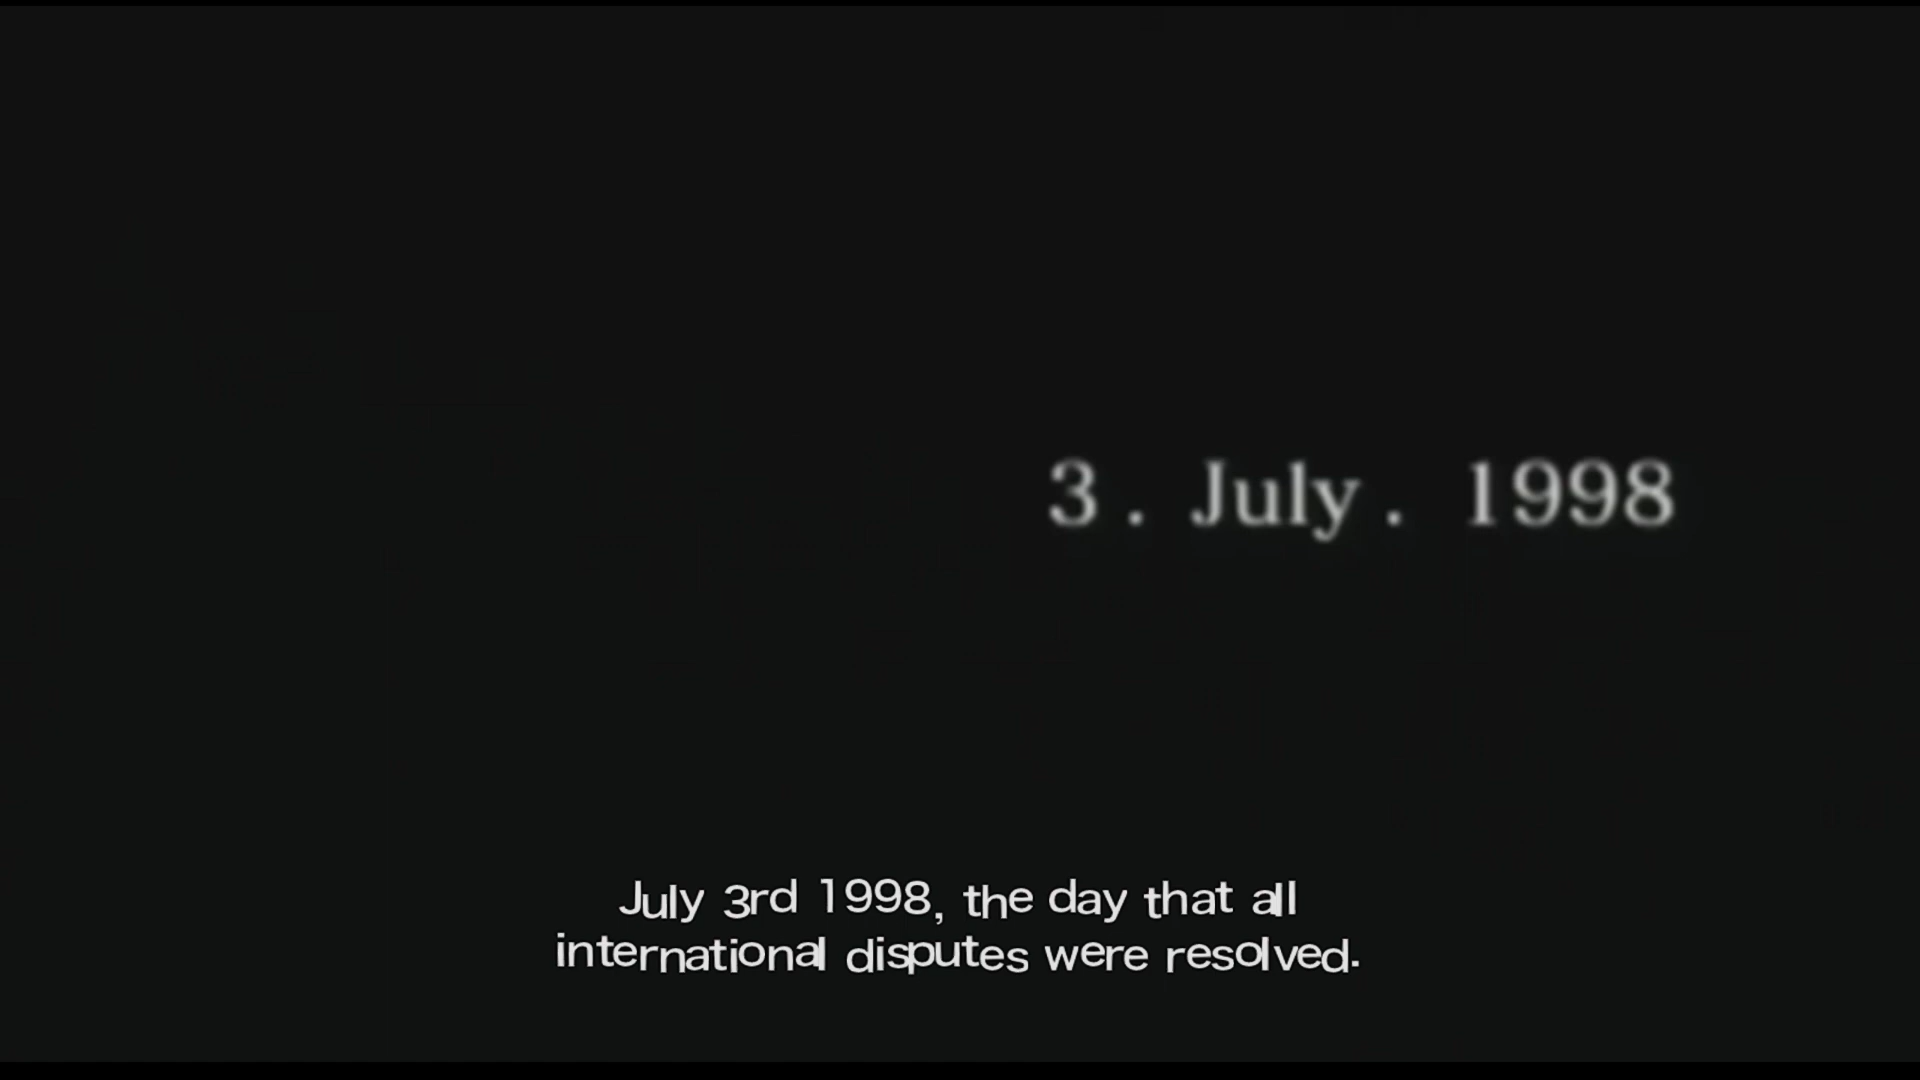 3. July. 1998
July 3rd 1998, the day that all
international disputes were resolved.